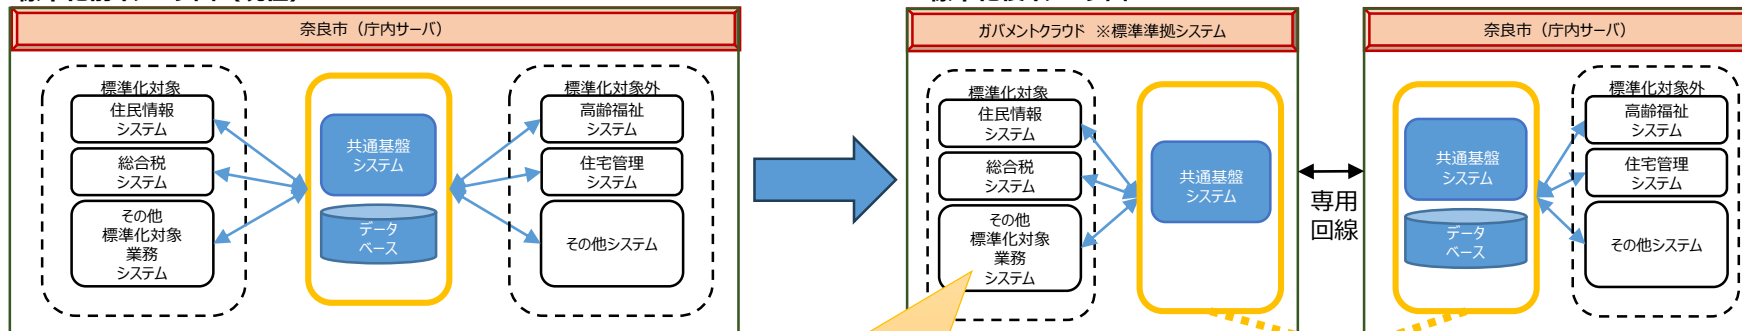 奈良市（庁内サーバ）
標準化対象
住民情報
システム
総合税
システム
その他
標準化対象
業務
システム
共通基盤
システム
データ
ベース
標準化対象外
高齢福祉
システム
住宅管理
システム
その他システム
ガバメントクラウド ※標準準拠システム
標準化対象
住民情報
システム
総合税
システム
その他
標準化対象
業務
システム
共通基盤
システム
専用
回線
奈良市（庁内サーバ）
共通基盤
システム
データ
ベース
標準化対象外
高齢福祉
システム
住宅管理
システム
その他システム